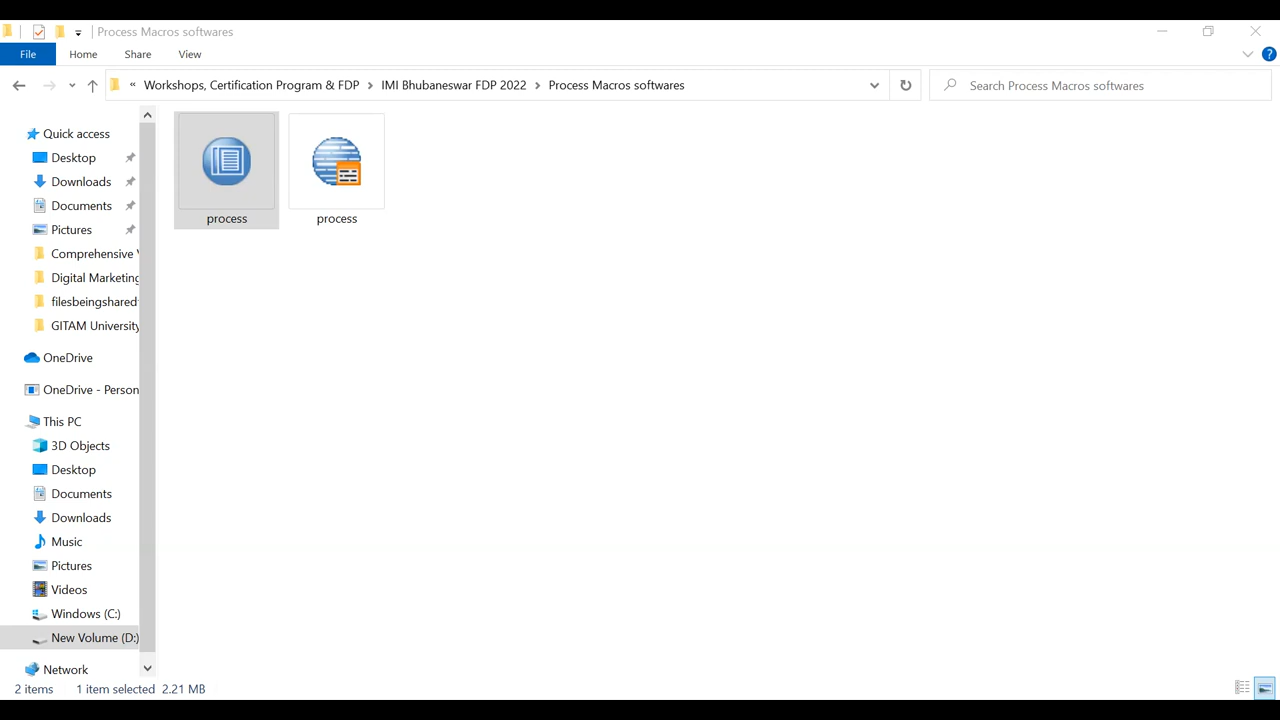 Process Macros softwares
File Home Share View
« Workshops, Certification Program & FDP > IMI Bhubaneswar FDP 2022 > Process Macros softwares
Search Process Macros softwares
Quick access
Desktop
Downloads
Documents
Pictures
Comprehensive
Digital Marketing
filesbeingshared
GITAM University
OneDrive
OneDrive - Person
This PC
3D Objects
Desktop
Documents
Downloads
Music
Pictures
Videos
Windows (C:)
New Volume (D:)
Network
process
process
2 items 1 item selected 2.21 MB